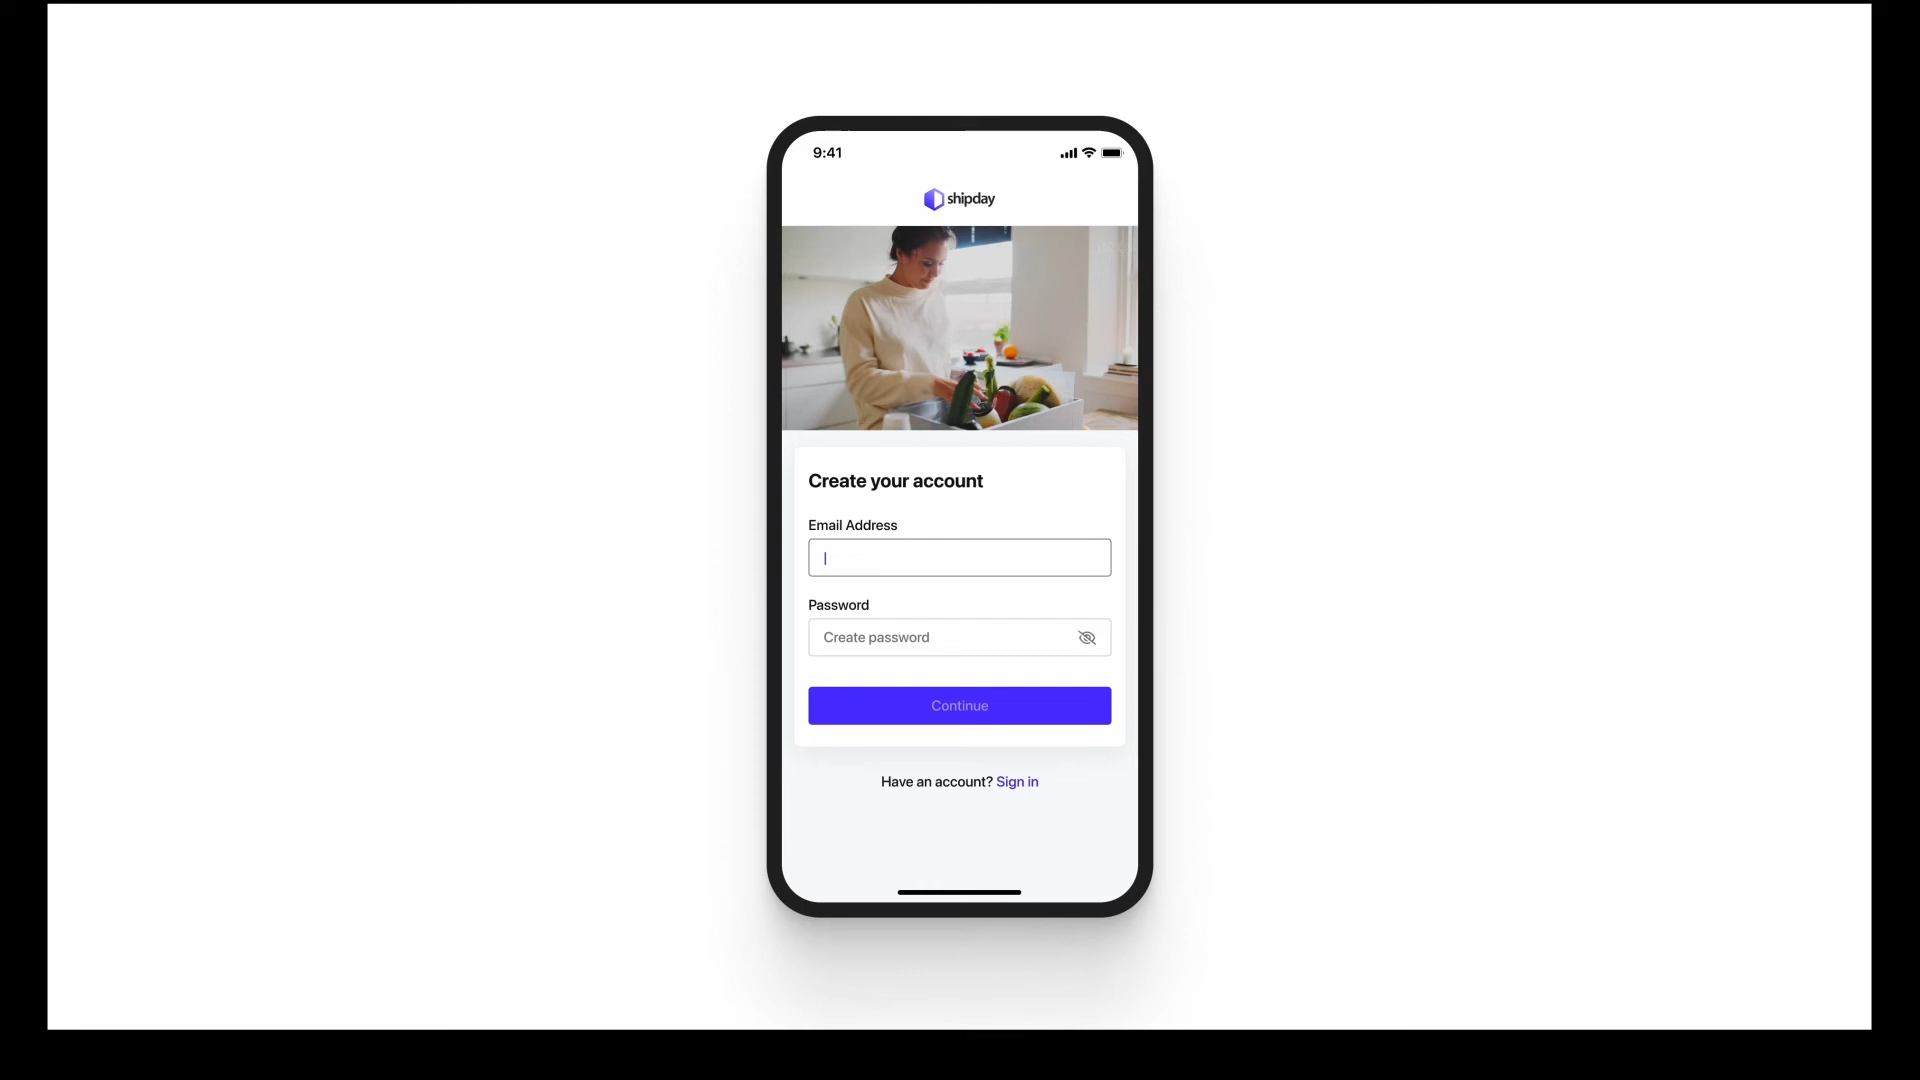 9:41
shipday
Create your account
Email Address
Password
Create password
Continue
Have an account? Sign in